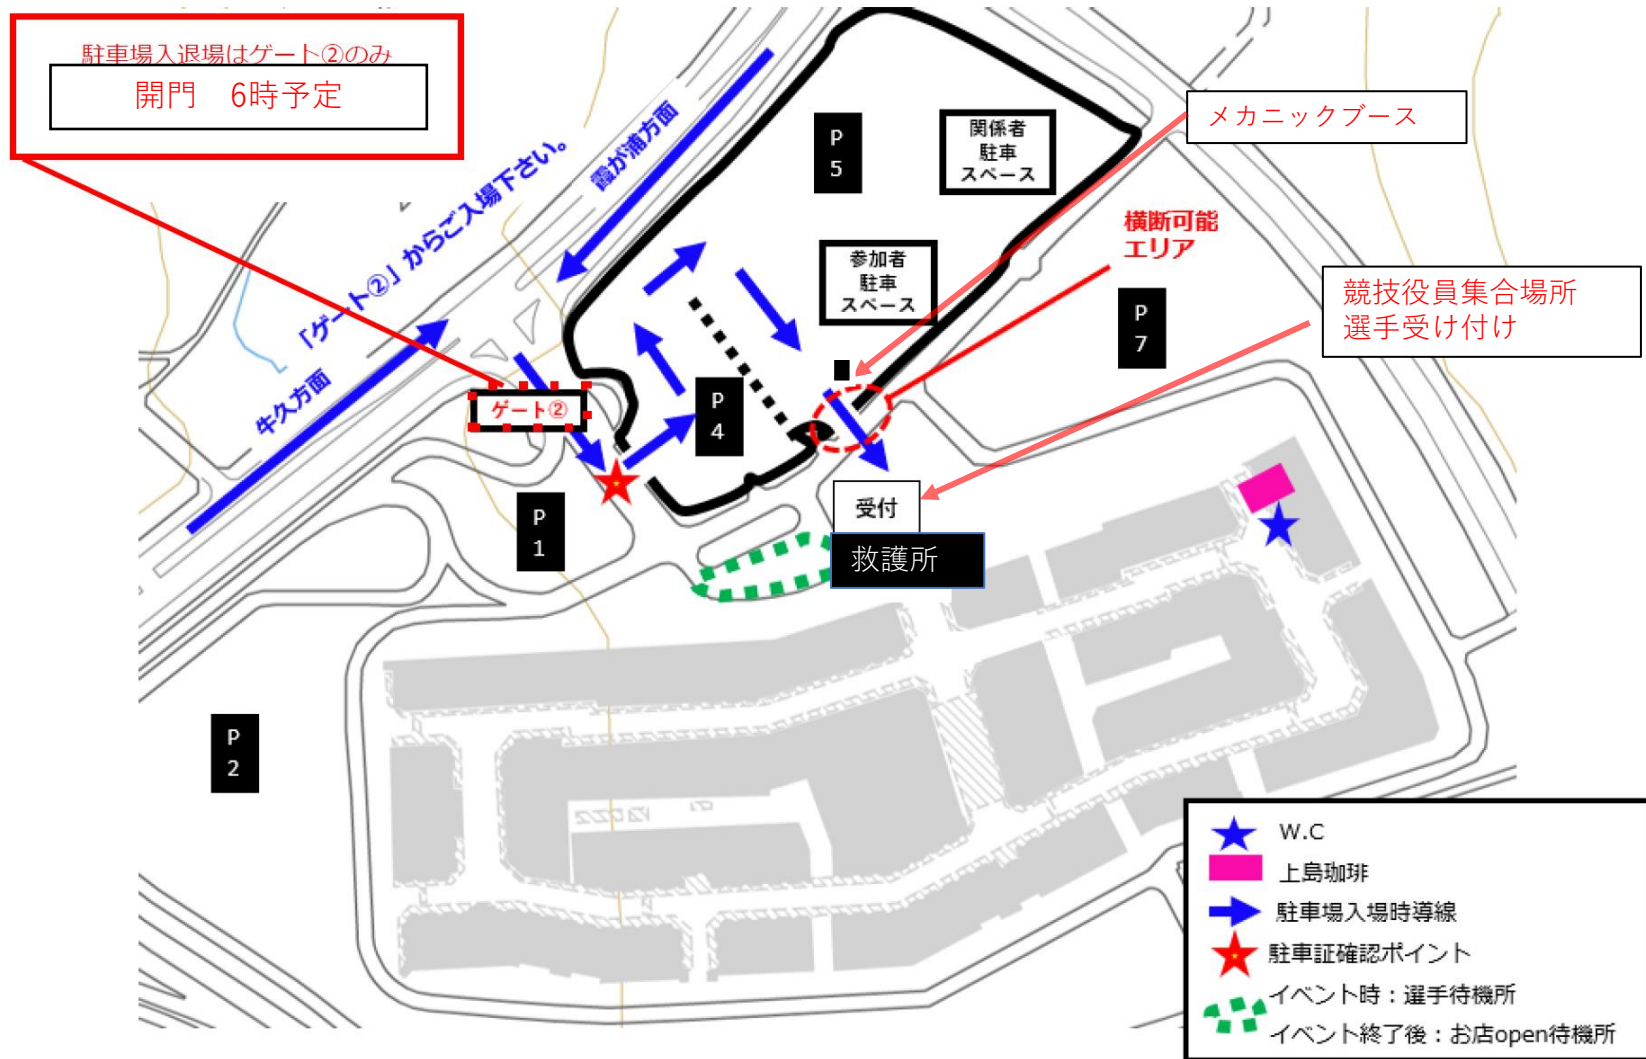 駐車場入退場はゲート②のみ
開門　6時予定
「ゲート②」からご入場下さい。
霞が浦方面
牛久方面
ゲート②
P
5
関係者
駐車
スペース
メカニックブース
参加者
駐車
スペース
横断可能
エリア
P
7
競技役員集合場所
選手受け付け
P
4
P
1
受付
救護所
P
2
W.C
上島珈琲
駐車場入場時導線
駐車証確認ポイント
イベント時：選手待機所
イベント終了後：お店open待機所